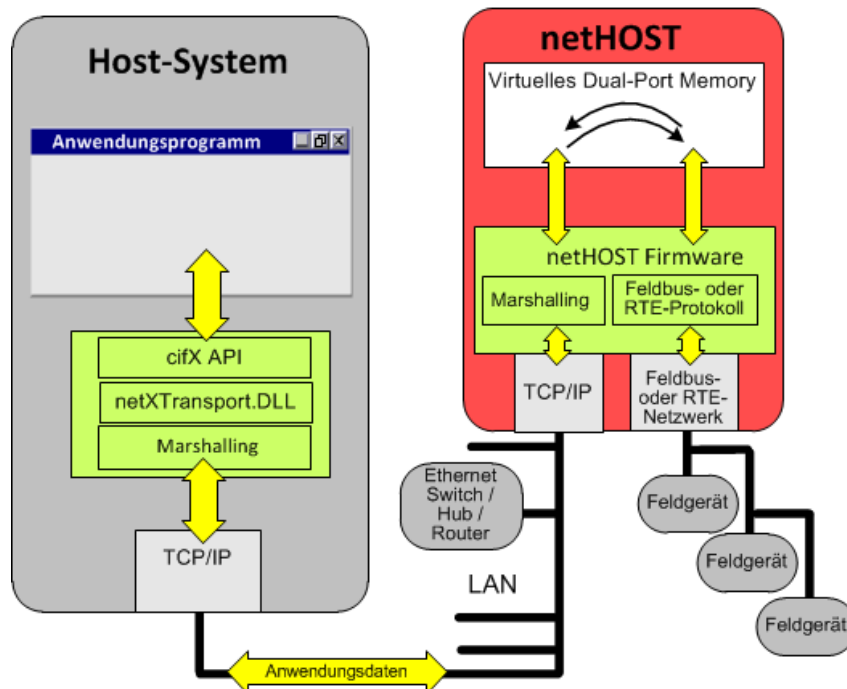 Host-System
Anwendungsprogramm
cifX API
netXTransport.DLL
Marshalling
TCP/IP
netHOST
Virtuelles Dual-Port Memory
netHOST Firmware
Marshalling
Feldbus- oder
RTE-Protokoll
TCP/IP
Feldbus-
oder RTE-
Netzwerk
Ethernet
Switch /
Hub /
Router
LAN
Feldgerät
Feldgerät
Feldgerät
Anwendungsdaten